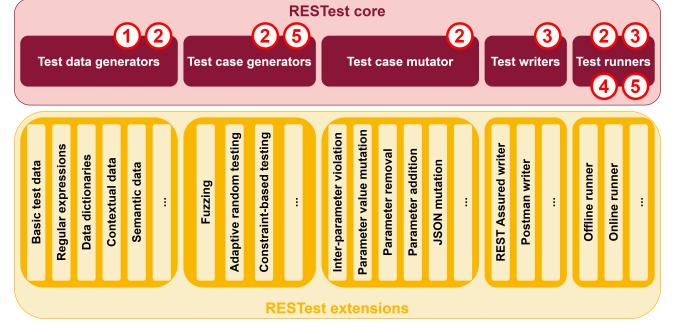 RESTest core
1 2
2 5
2
3
2 3
Test data generators
Test case generators
Test case mutator
Test writers
Test runners
4 5
Basic test data
Regular expressions
Data dictionaries
Contextual data
Semantic data
...
Fuzzing
Adaptive random testing
Constraint-based testing
...
Inter-parameter violation
Parameter value mutation
Parameter removal
Parameter addition
JSON mutation
...
REST Assured writer
Postman writer
...
Offline runner
Online runner
...
RESTest extensions